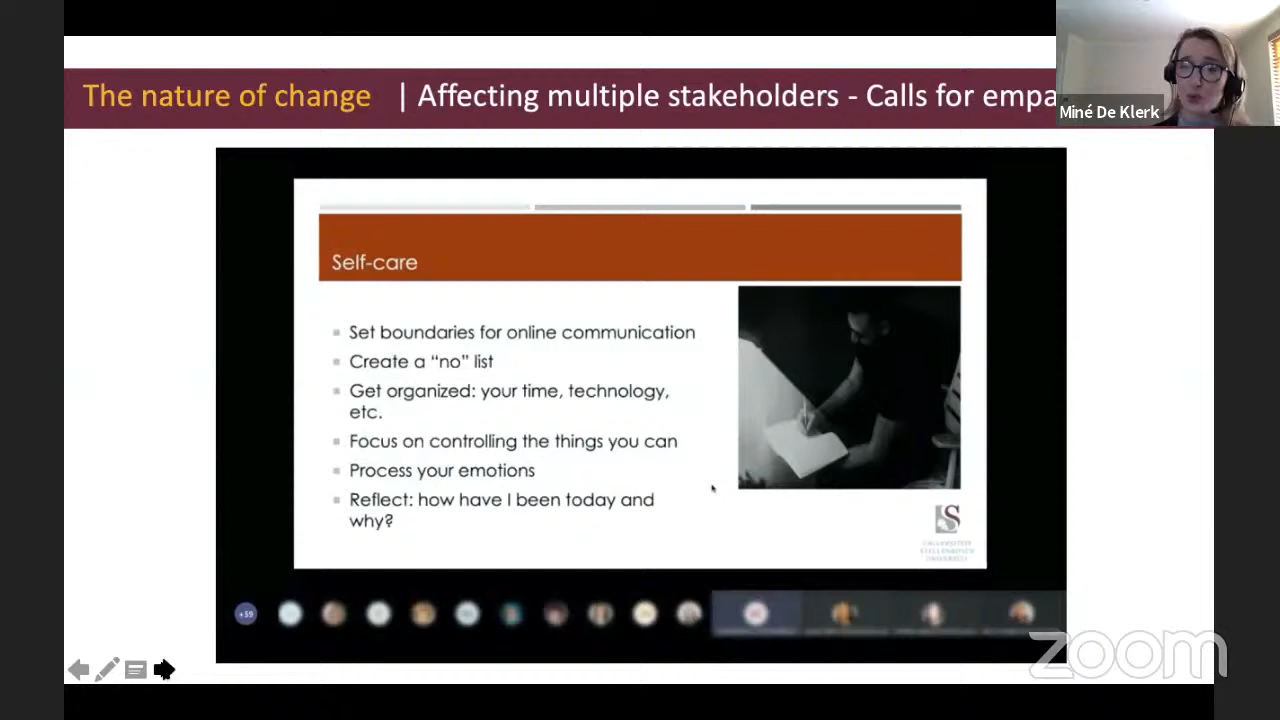 The nature of change | Affecting multiple stakeholders - Calls for empa
Miné De Klerk
Self-care
Set boundaries for online communication
Create a “no” list
Get organized: your time, technology,
etc.
Focus on controlling the things you can
Process your emotions
Reflect: how have I been today and
why?
+59
zoom